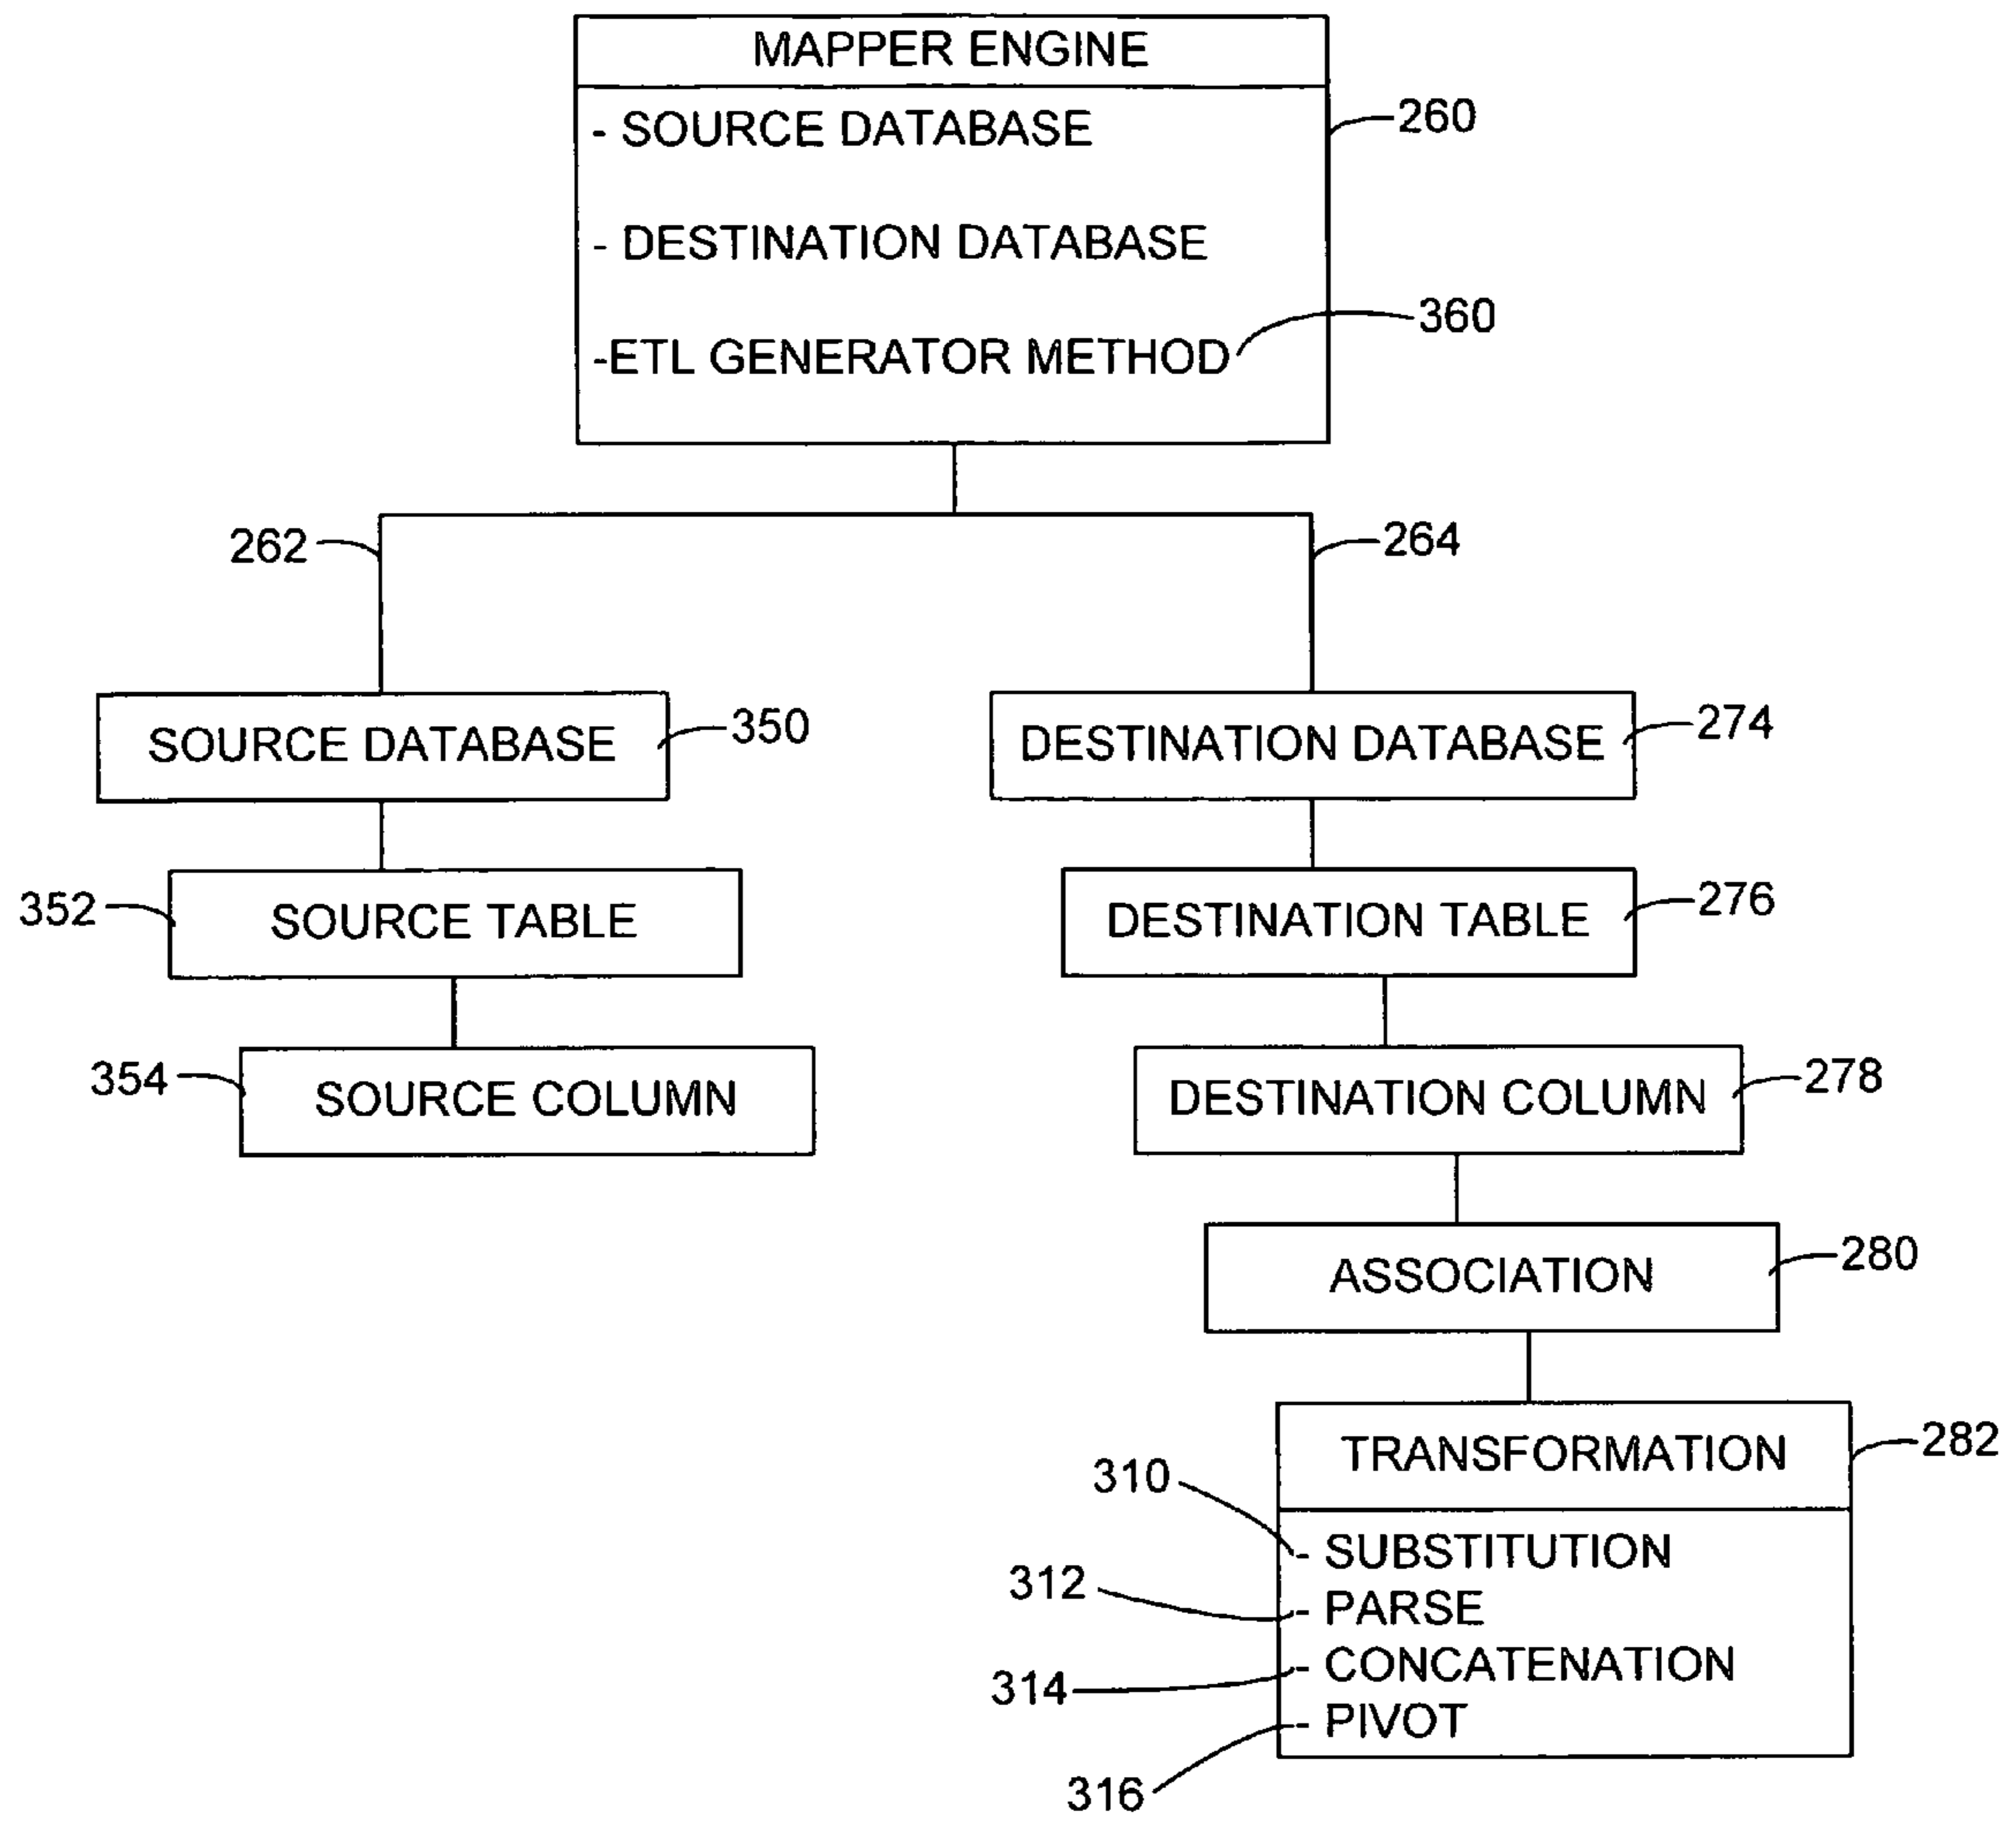 MAPPER ENGINE
- SOURCE DATABASE
260
- DESTINATION DATABASE
360
-ETL GENERATOR METHOD
262
264
SOURCE DATABASE
350
DESTINATION DATABASE
274
352
SOURCE TABLE
DESTINATION TABLE
276
354
SOURCE COLUMN
DESTINATION COLUMN
278
ASSOCIATION
280
TRANSFORMATION
282
310
- SUBSTITUTION
312
- PARSE
314
- CONCATENATION
- PIVOT
316